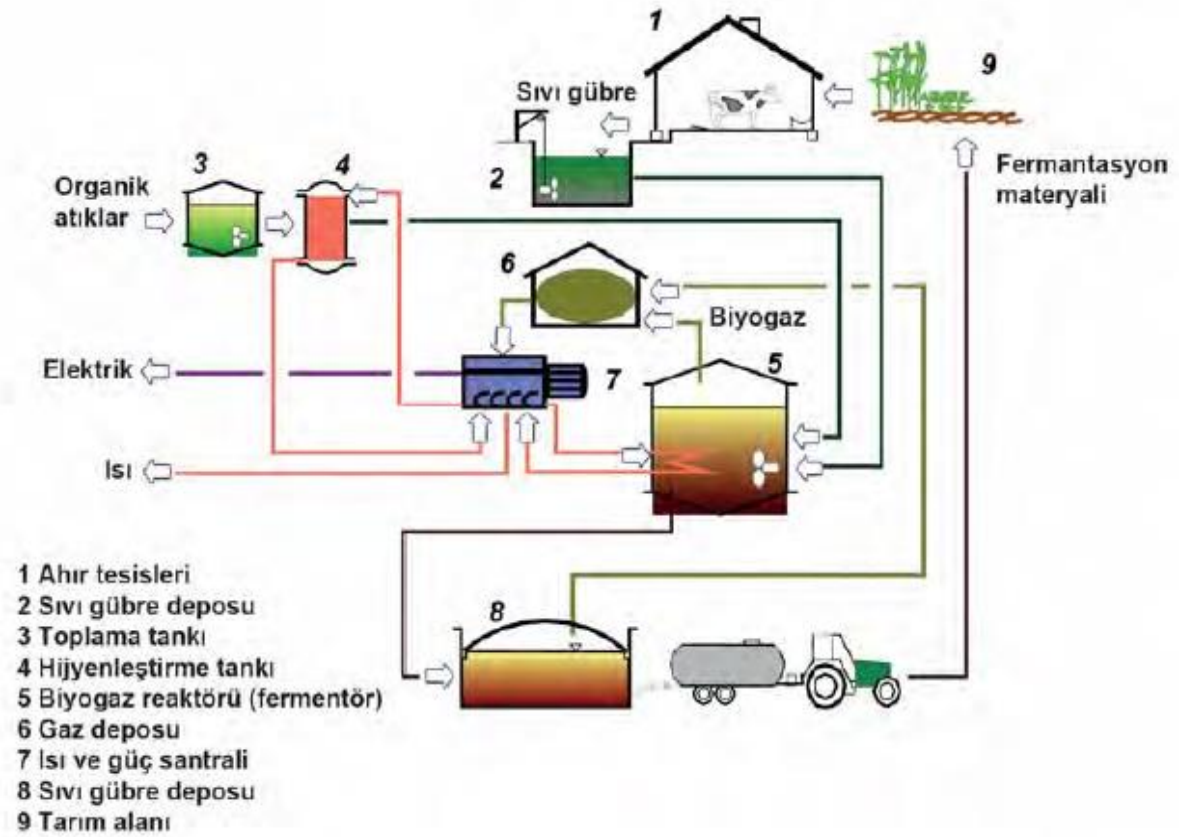 1
9
Sıvı gübre
3
4
2
Organik
atıklar
Fermantasyon
materyali
6
Biyogaz
Elektrik
7
5
Isı
8
1 Ahır tesisleri
2 Sıvı gübre deposu
3 Toplama tankı
4 Hijyenleştirme tankı
5 Biyogaz reaktörü (fermentör)
6 Gaz deposu
7 Isı ve güç santrali
8 Sıvı gübre deposu
9 Tarım alanı